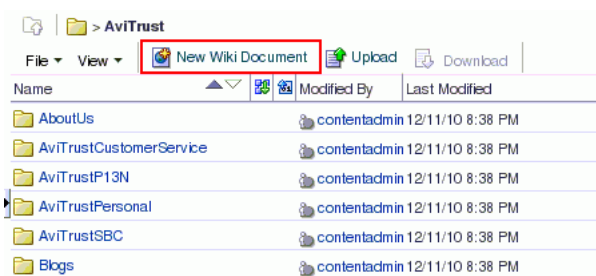 > AviTrust
File View New Wiki Document Upload Download
Name Modified By Last Modified
AboutUs contentadmin 12/11/10 8:38 PM
AviTrustCustomerService contentadmin 12/11/10 8:38 PM
AviTrustP13N contentadmin 12/11/10 8:38 PM
AviTrustPersonal contentadmin 12/11/10 8:38 PM
AviTrustSBC contentadmin 12/11/10 8:38 PM
Blogs contentadmin 12/11/10 8:38 PM